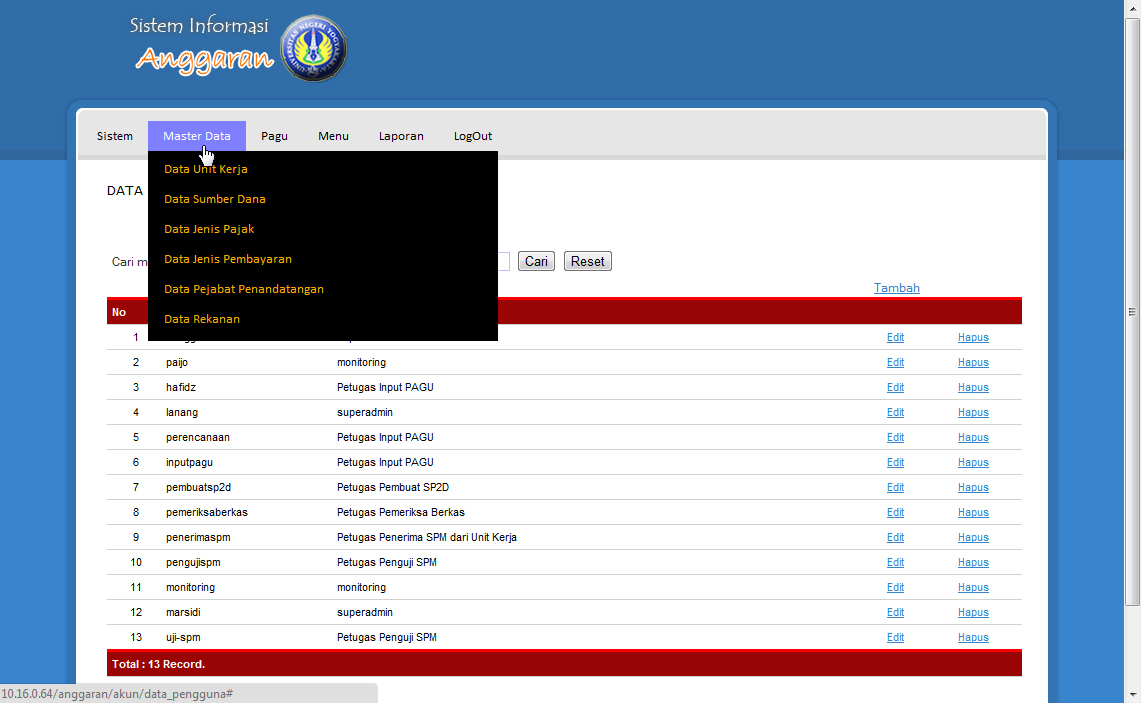 Sistem Informasi
Anggaran
UNIVERSITAS NEGERI YOGYAKARTA
Sistem Master Data Pagu Menu Laporan LogOut
Data Unit Kerja
DATA
Data Sumber Dana
Data Jenis Pajak
Cari m Data Jenis Pembayaran Cari Reset
Data Pejabat Penandatangan Tambah
No Data Rekanan
1 Edit Hapus
2 paijo monitoring Edit Hapus
3 hafidz Petugas Input PAGU Edit Hapus
4 lanang superadmin Edit Hapus
5 perencanaan Petugas Input PAGU Edit Hapus
6 inputpagu Petugas Input PAGU Edit Hapus
7 pembuatsp2d Petugas Pembuat SP2D Edit Hapus
8 pemeriksaberkas Petugas Pemeriksa Berkas Edit Hapus
9 penerimaspm Petugas Penerima SPM dari Unit Kerja Edit Hapus
10 pengujispm Petugas Penguji SPM Edit Hapus
11 monitoring monitoring Edit Hapus
12 marsidi superadmin Edit Hapus
13 uji-spm Petugas Penguji SPM Edit Hapus
Total : 13 Record.
10.16.0.64/anggaran/akun/data_pengguna#